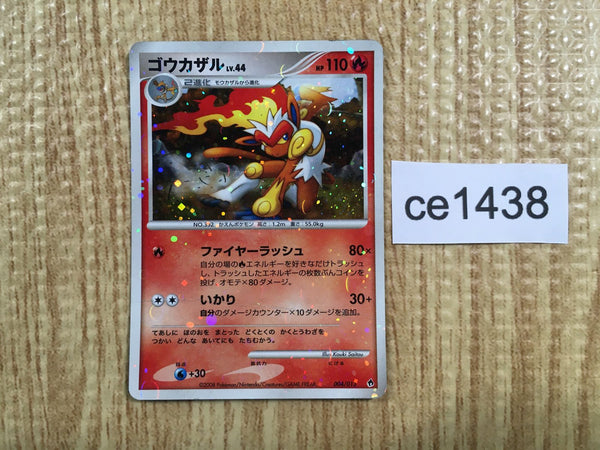 ゴウカザル LV.44 HP 110
2進化 モウカザルから進化
NO.392 かえんポケモン 高さ:1.2m 重さ:55.0kg
ファイヤーラッシュ 80×
自分の場の エネルギーを好きなだけトラッシュ
し、トラッシュしたエネルギーの枚数ぶんコインを
投げ、オモテ×80ダメージ。
いかり 30+
自分のダメージカウンター×10ダメージを追加。
てあしに ほのおを まとった どくとくの かくとうわざを
つかい どんな あいてにも たちむかう。
Illus. Kouki Saitou
弱点 抵抗力 にげる
+30
©2008 Pokémon/Nintendo/Creatures/GAME FREAK.
ce1438